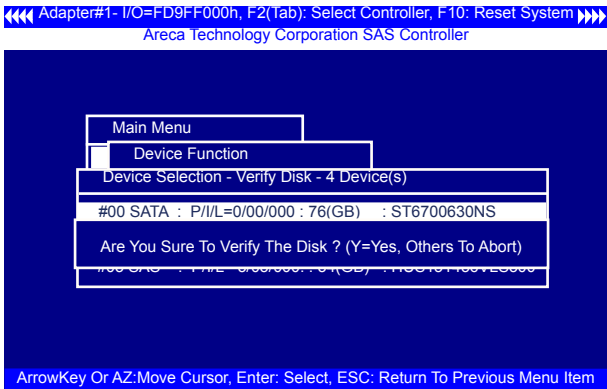 Adapter#1- I/O=FD9FF000h, F2(Tab): Select Controller, F10: Reset System
Areca Technology Corporation SAS Controller
Main Menu
Device Function
Device Selection - Verify Disk - 4 Device(s)
#00 SATA : P/I/L=0/00/000 : 76(GB) : ST6700630NS
Are You Sure To Verify The Disk ? (Y=Yes, Others To Abort)
ArrowKey Or AZ:Move Cursor, Enter: Select, ESC: Return To Previous Menu Item